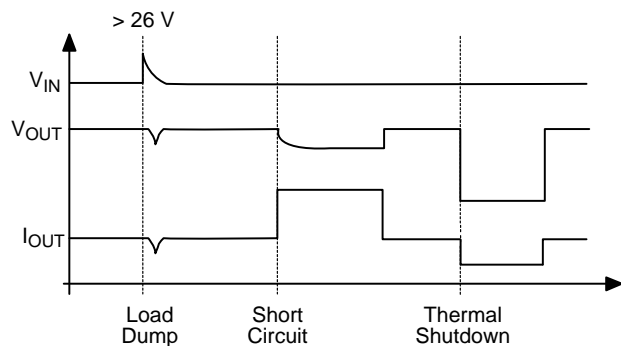 > 26 V
VIN
VOUT
IOUT
Load
Dump
Short
Circuit
Thermal
Shutdown